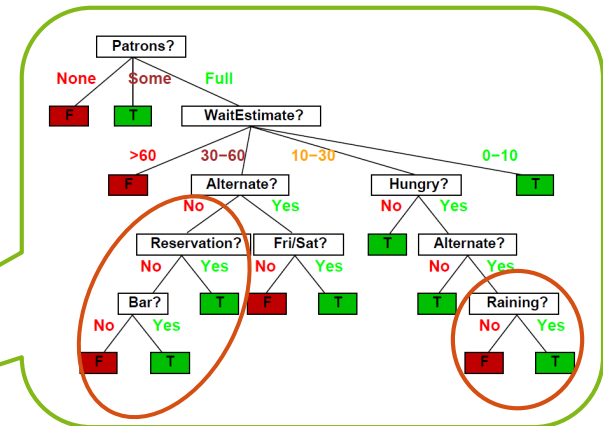 Patrons?
None Some Full
F T WaitEstimate?
>60 30−60 10−30 0−10
F Alternate? Hungry? T
No Yes No Yes
Reservation? Fri/Sat? T Alternate?
No Yes No Yes No Yes
Bar? T F T T Raining?
No Yes No Yes
F T F T